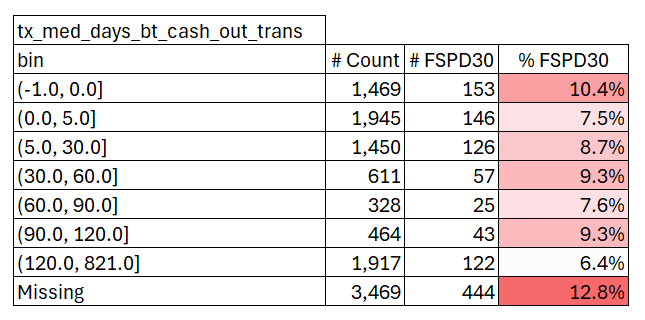 tx_med_days_bt_cash_out_trans
bin # Count # FSPD30 % FSPD30
(-1.0, 0.0] 1,469 153 10.4%
(0.0, 5.0] 1,945 146 7.5%
(5.0, 30.0] 1,450 126 8.7%
(30.0, 60.0] 611 57 9.3%
(60.0, 90.0] 328 25 7.6%
(90.0, 120.0] 464 43 9.3%
(120.0, 821.0] 1,917 122 6.4%
Missing 3,469 444 12.8%